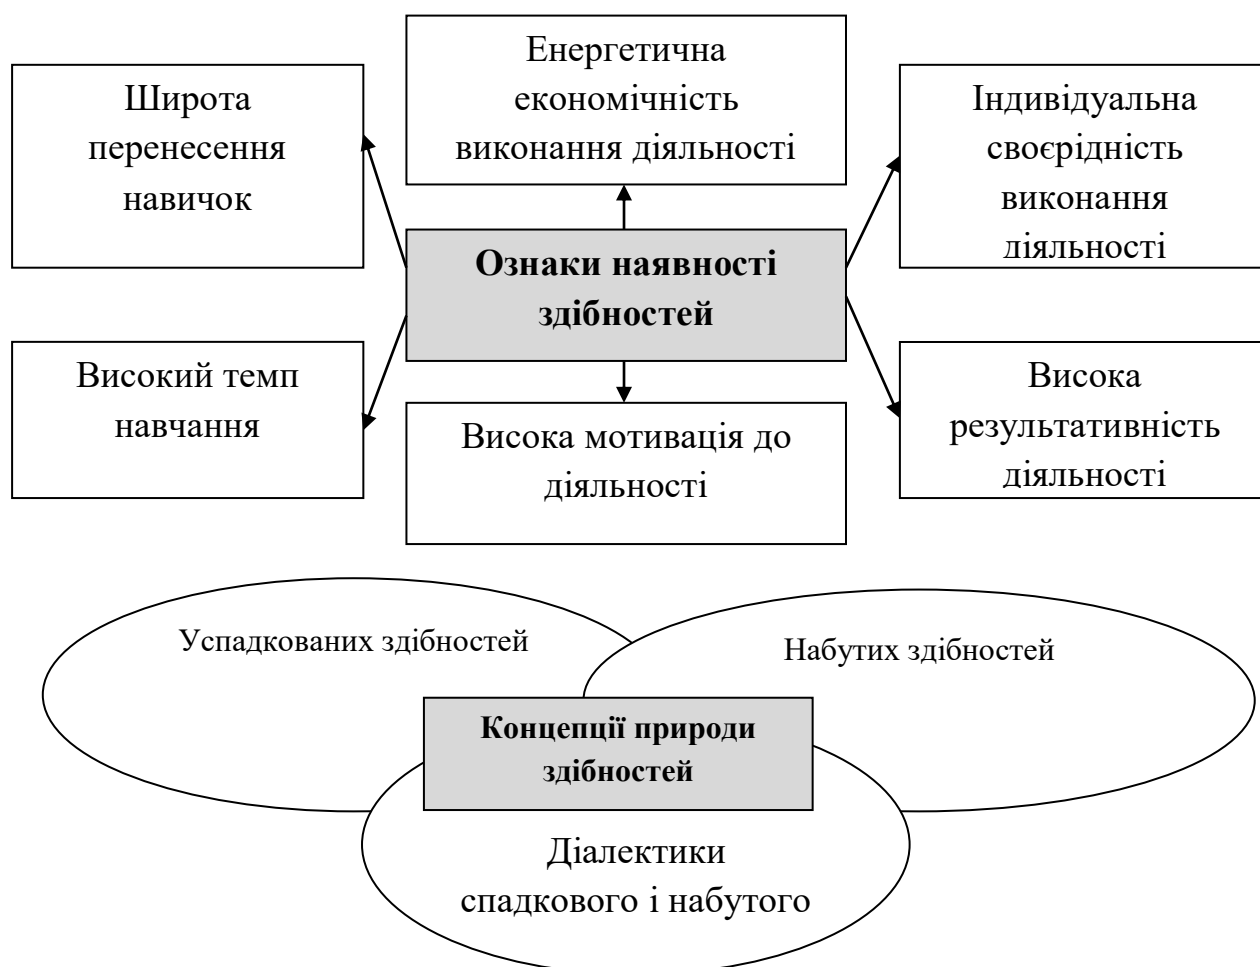 Широта
перенесення
навичок
Енергетична
економічність
виконання діяльності
Індивідуальна
своєрідність
виконання
діяльності
Ознаки наявності
здібностей
Високий темп
навчання
Висока мотивація до
діяльності
Висока
результативність
діяльності
Успадкованих здібностей
Набутих здібностей
Концепції природи
здібностей
Діалектики
спадкового і набутого